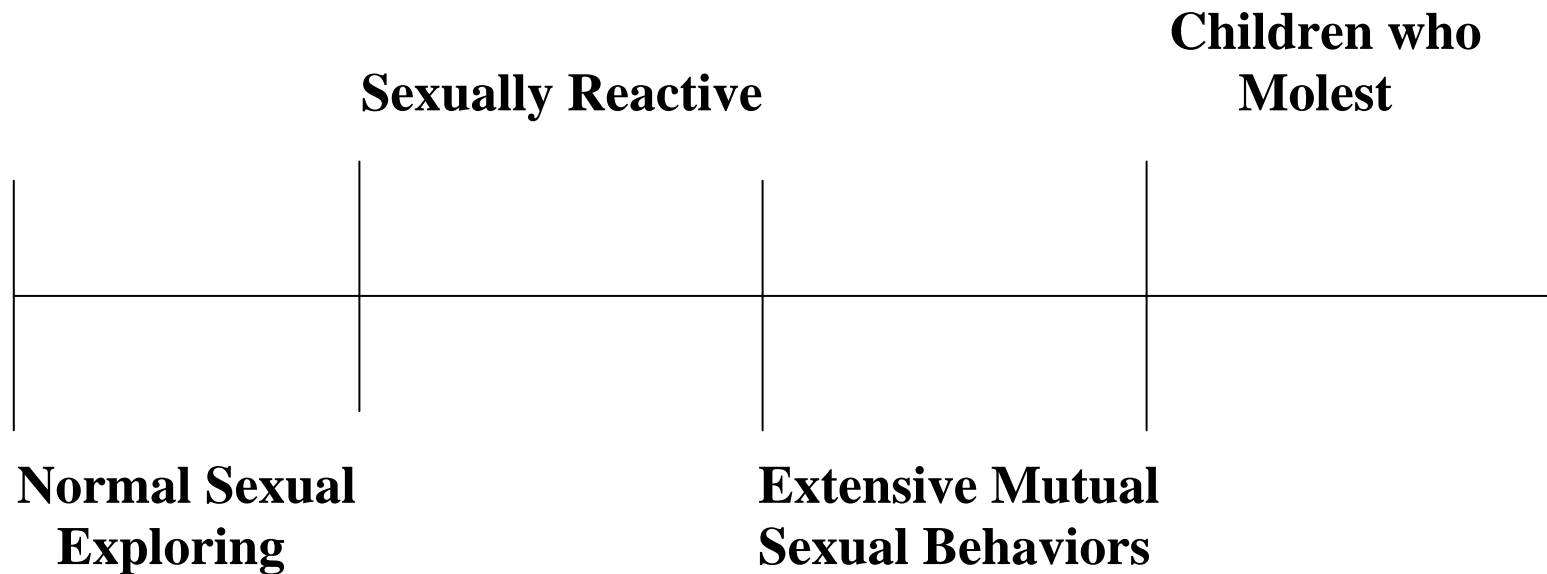 Children who
Molest
Sexually Reactive
Normal Sexual
Exploring
Extensive Mutual
Sexual Behaviors